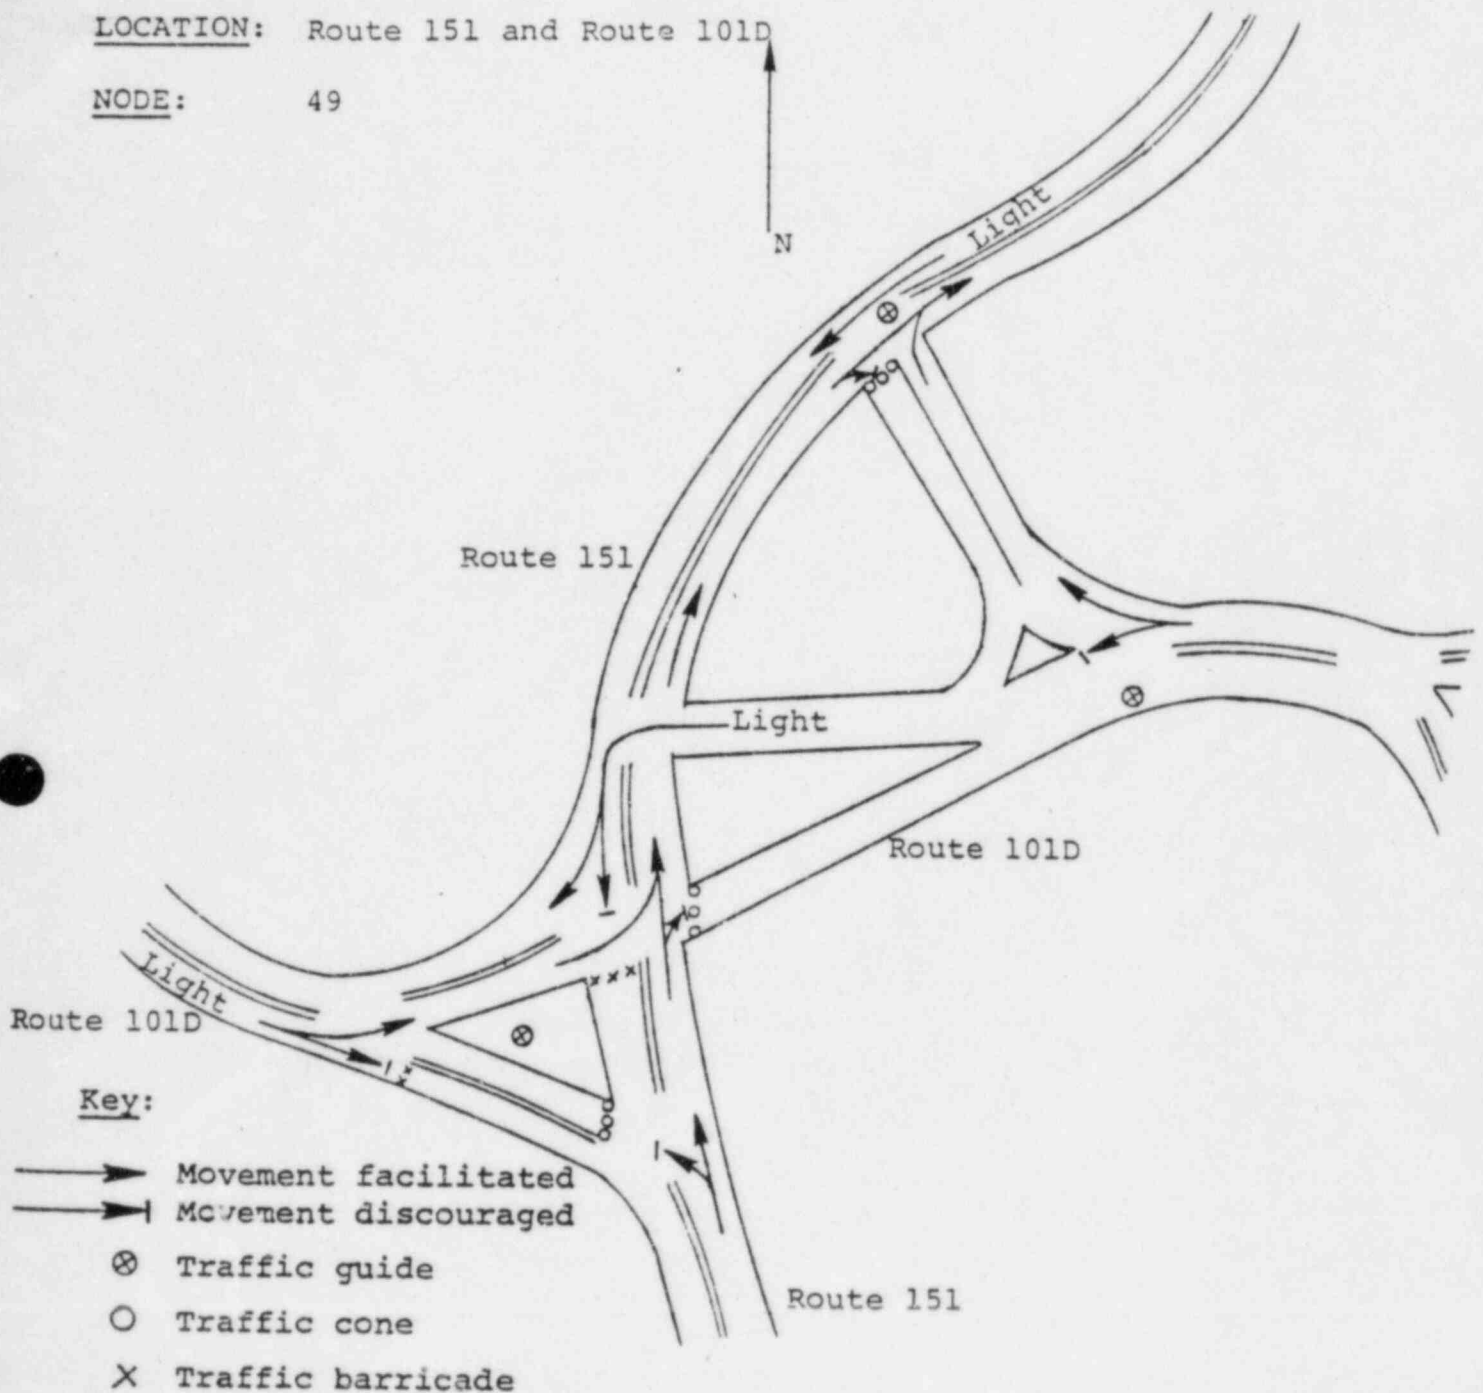 LOCATION: Route 151 and Route 101D
NODE: 49
N
Light
Route 151
Light
Route 101D
Light
Route 101D
Key:
Movement facilitated
Movement discouraged
Traffic guide
Traffic cone
Route 151
Traffic barricade